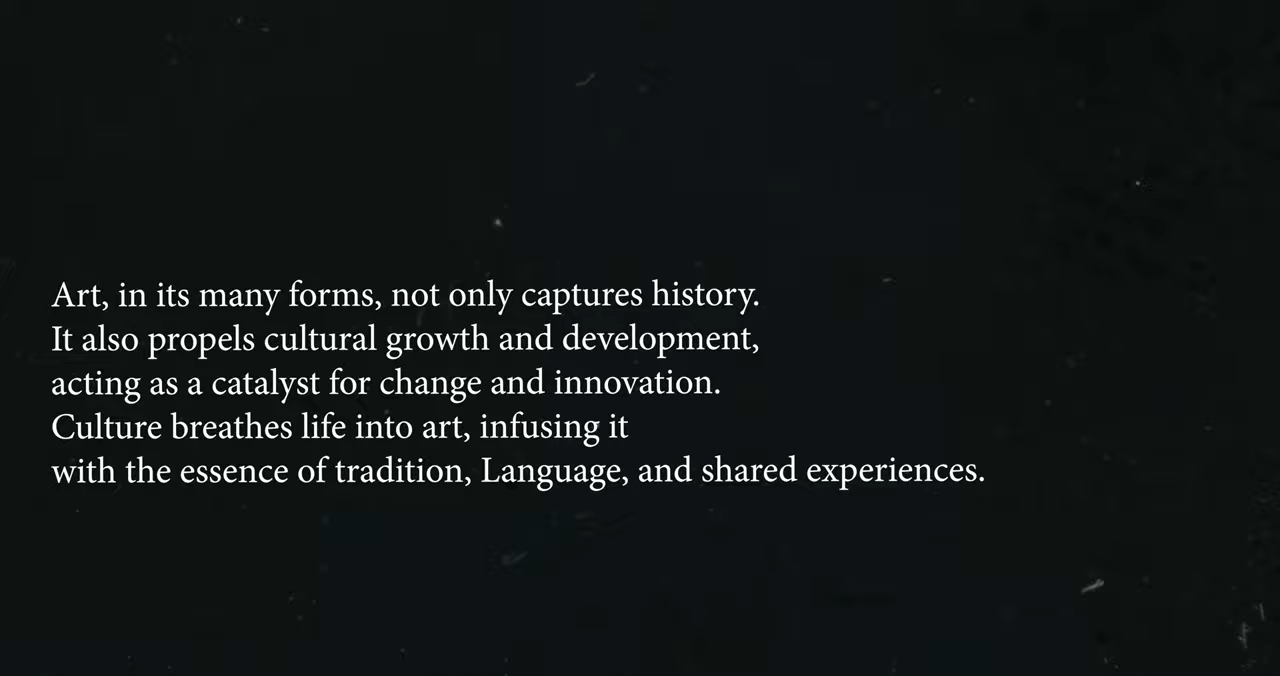 Art, in its many forms, not only captures history.
It also propels cultural growth and development,
acting as a catalyst for change and innovation.
Culture breathes life into art, infusing it
with the essence of tradition, Language, and shared experiences.